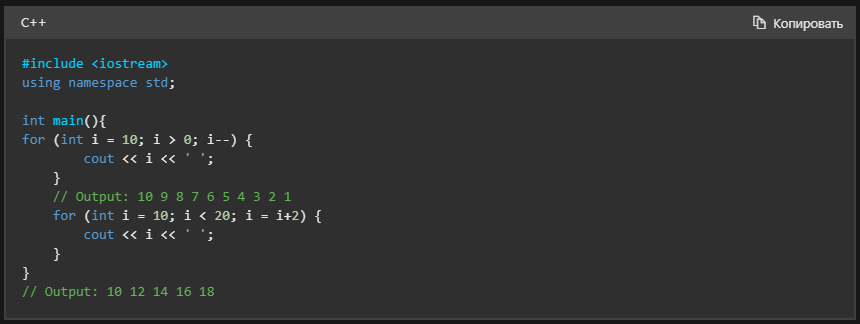 C++
Копировать
#include <iostream>
using namespace std;

int main(){
for (int i = 10; i > 0; i--) {
        cout << i << ' ';
    }
    // Output: 10 9 8 7 6 5 4 3 2 1
    for (int i = 10; i < 20; i = i+2) {
        cout << i << ' ';
    }
}
// Output: 10 12 14 16 18